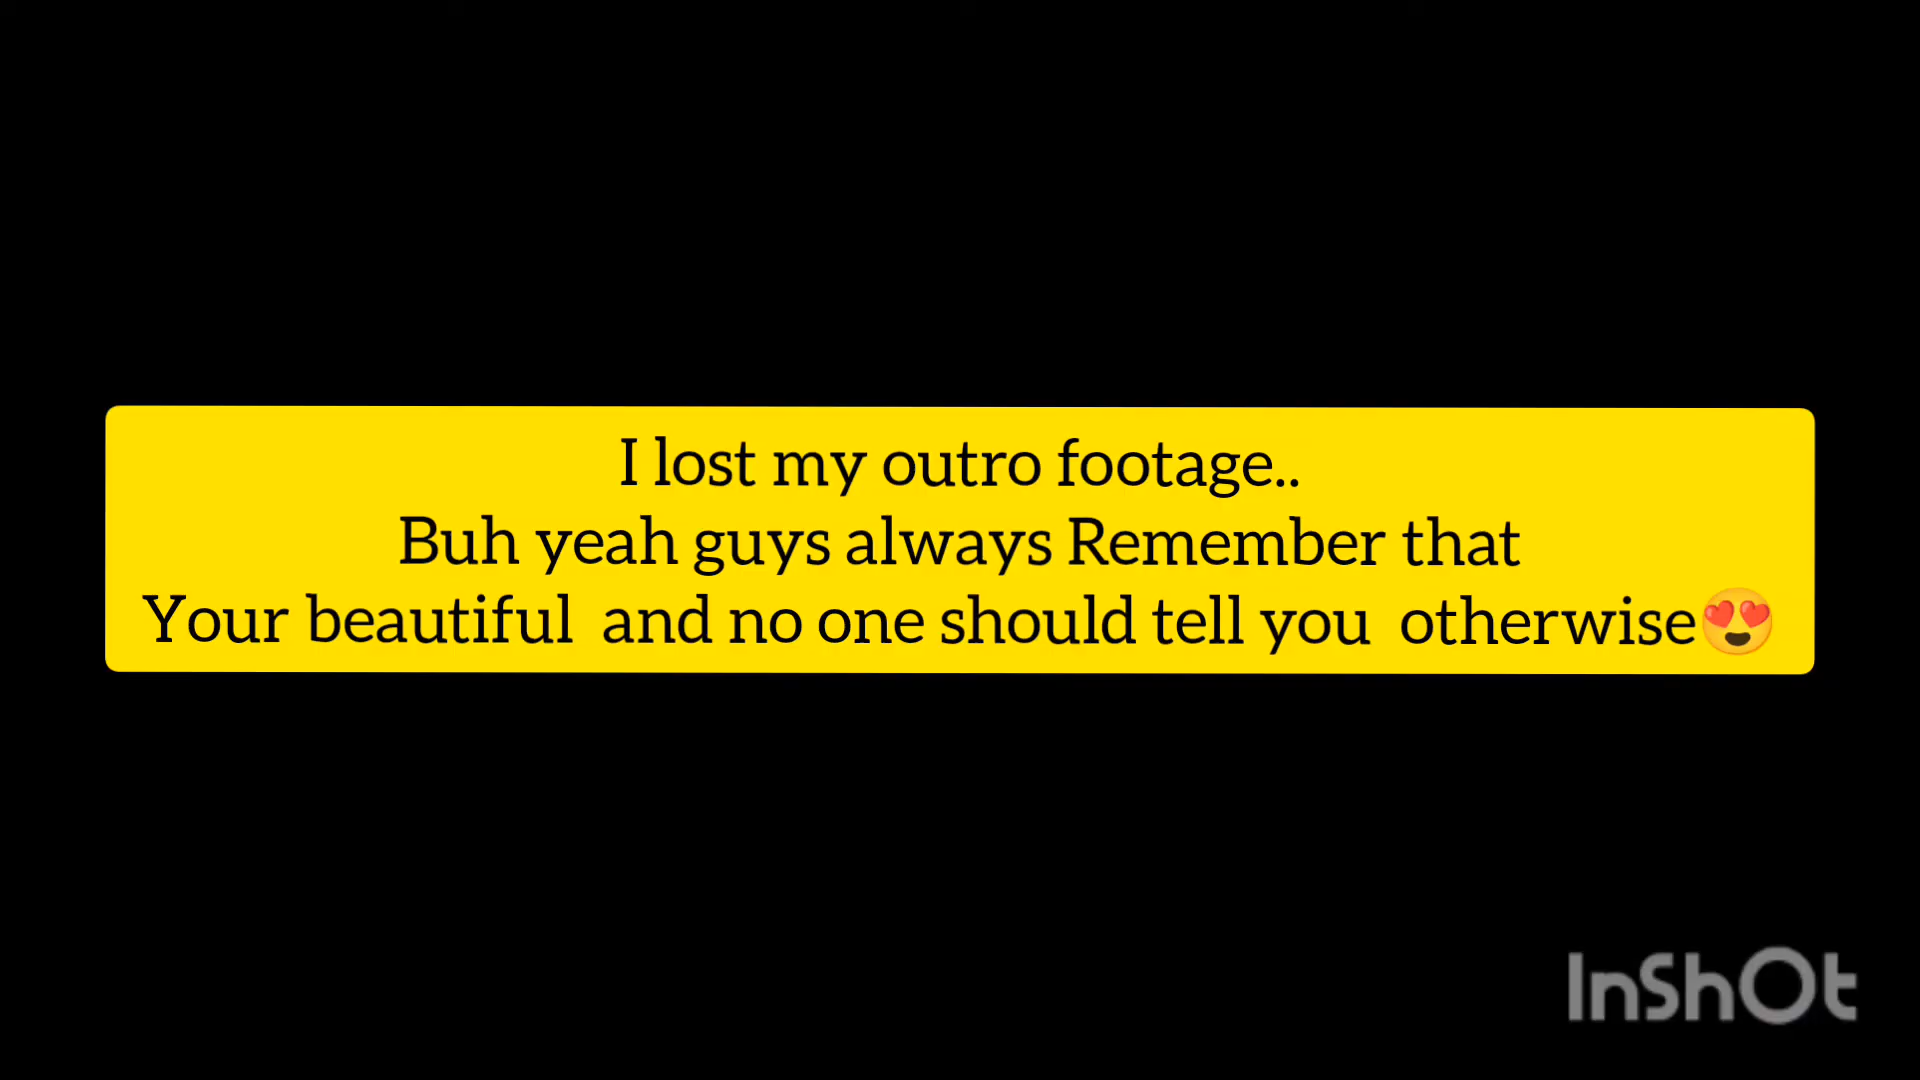 I lost my outro footage..
Buh yeah guys always Remember that
Your beautiful  and no one should tell you  otherwise😍
InShOt